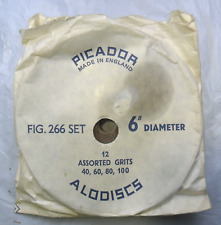 PICADOR
MADE IN ENGLAND
FIG. 266 SET
6" DIAMETER
12
ASSORTED GRITS
40, 60, 80, 100
ALODISCS